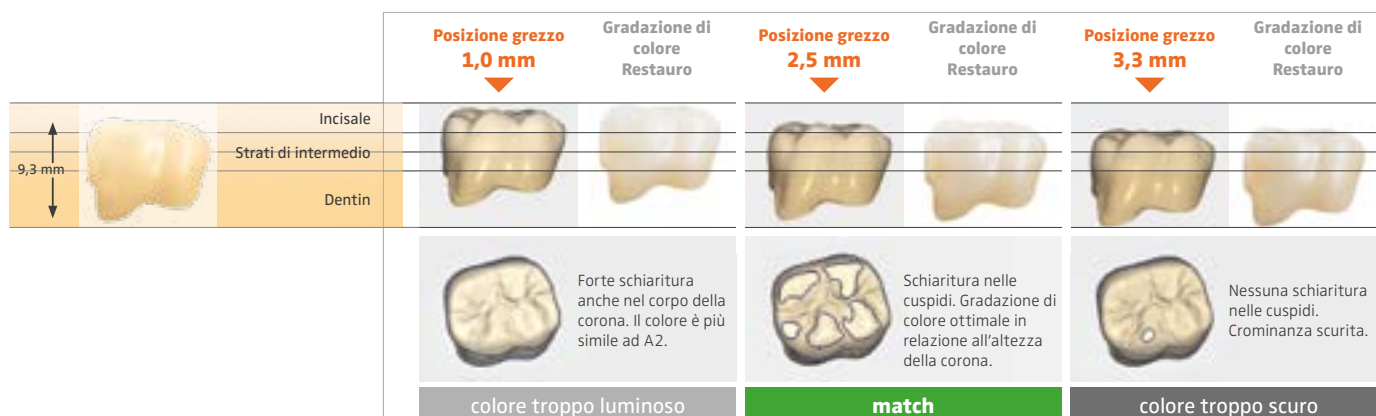 Posizione grezzo
1,0 mm
Gradazione di
colore
Restauro
Posizione grezzo
2,5 mm
Gradazione di
colore
Restauro
Posizione grezzo
3,3 mm
Gradazione di
colore
Restauro
9,3 mm
Incisale
Strati di intermedio
Dentin
Forte schiaritura
anche nel corpo della
corona. Il colore è più
simile ad A2.
Schiaritura nelle
cuspidi. Gradazione di
colore ottimale in
relazione all'altezza
della corona.
Nessuna schiaritura
nelle cuspidi.
Crominanza scurita.
colore troppo luminoso
match
colore troppo scuro